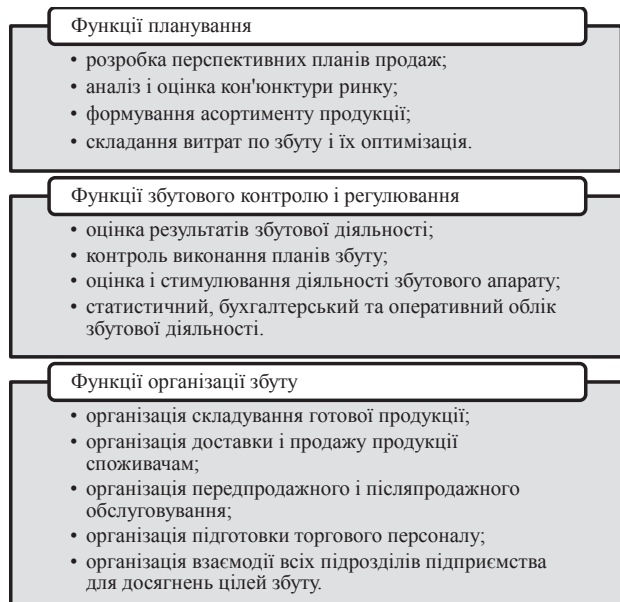 Функції планування
• розробка перспективних планів продаж;
• аналіз і оцінка кон'юнктури ринку;
• формування асортименту продукції;
• складання витрат по збуту і їх оптимізація.
Функції збутового контролю і регулювання
• оцінка результатів збутової діяльності;
• контроль виконання планів збуту;
• оцінка і стимулювання діяльності збутового апарату;
• статистичний, бухгалтерський та оперативний облік
збутової діяльності.
Функції організації збуту
• організація складування готової продукції;
• організація доставки і продажу продукції
споживачам;
• організація передпродажного і післяпродажного
обслуговування;
• організація підготовки торгового персоналу;
• організація взаємодії всіх підрозділів підприємства
для досягнень цілей збуту.